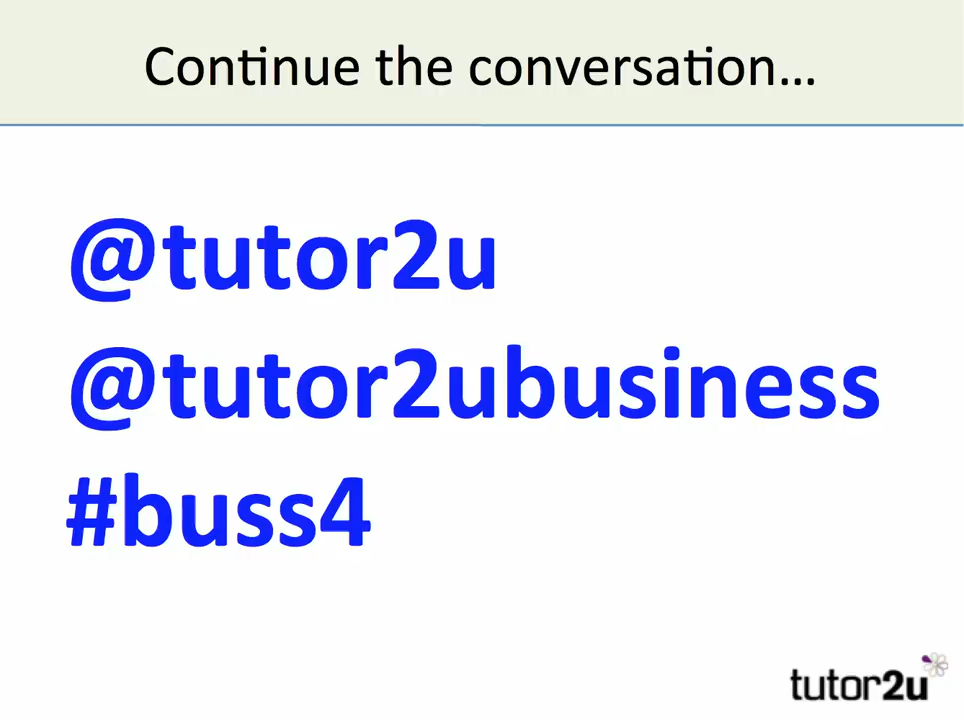 Continue the conversation…
@tutor2u
@tutor2ubusiness
#buss4
tutor2u